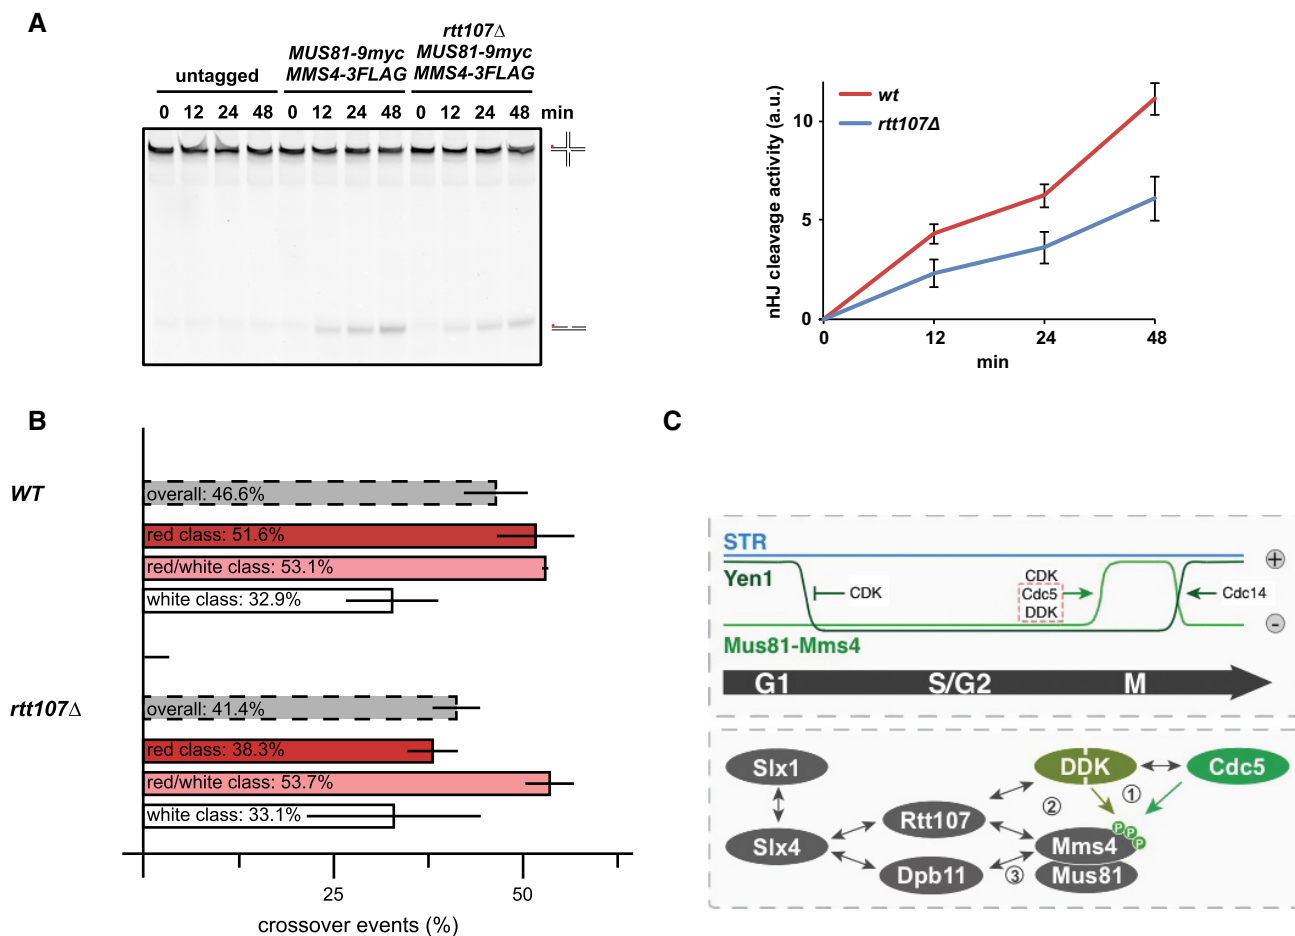 A
untagged
MUS81-9myc
MMS4-3FLAG
rtt107Δ
MUS81-9myc
MMS4-3FLAG
0 12 24 48 0 12 24 48 0 12 24 48 min
nHJ cleavage activity (a.u.)
wt
rtt107Δ
10
5
0
0 12 24 48
min
B
WT
overall: 46.6%
red class: 51.6%
red/white class: 53.1%
white class: 32.9%
rtt107Δ
overall: 41.4%
red class: 38.3%
red/white class: 53.7%
white class: 33.1%
25 50
crossover events (%)
C
STR
Yen1
CDK
CDK
Cdc5
DDK
Cdc14
+
-
Mus81-Mms4
G1 S/G2 M
Slx1
DDK
Cdc5
1
2
Rtt107
P
P
P
Slx4
Mms4
Dpb11
3
Mus81